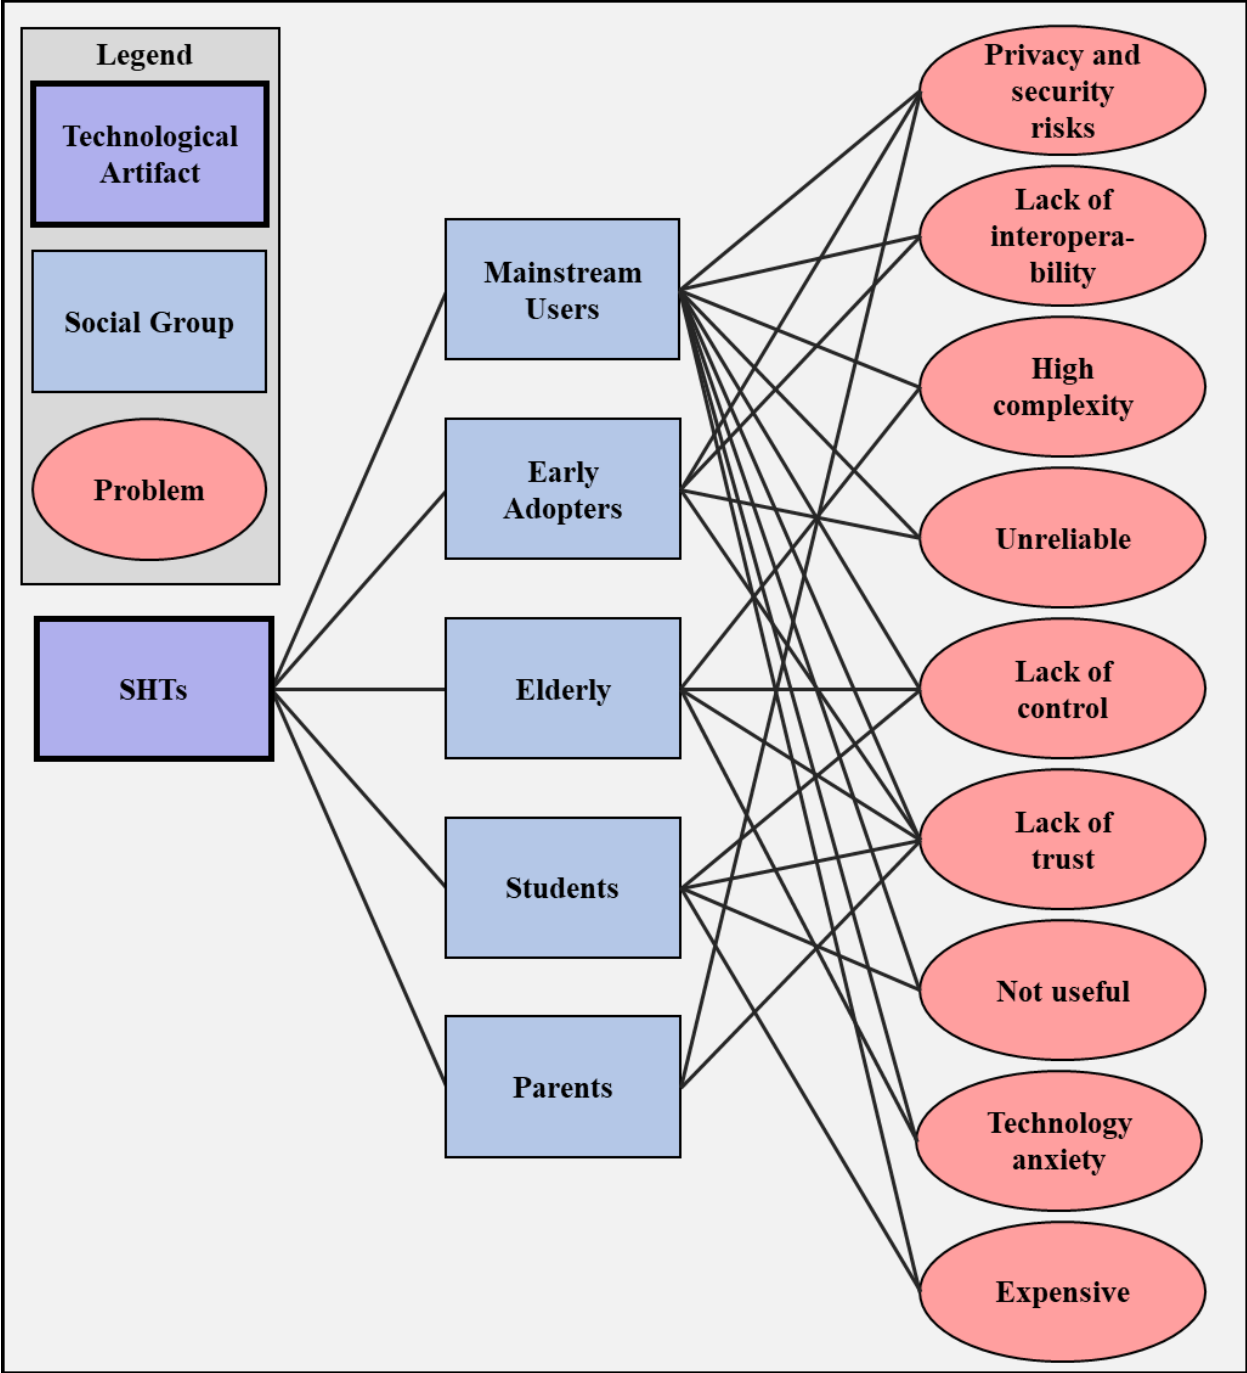 Legend
Technological
Artifact
Social Group
Problem
SHTs
Mainstream
Users
Early
Adopters
Elderly
Students
Parents
Privacy and
security
risks
Lack of
interopera-
bility
High
complexity
Unreliable
Lack of
control
Lack of
trust
Not useful
Technology
anxiety
Expensive